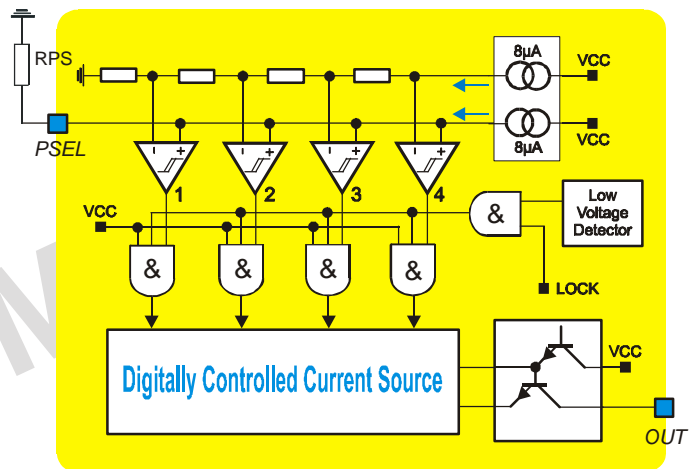 RPS
8µA
VCC
VCC
8µA
PSEL
- +
- +
- +
- +
1
2
3
4
VCC
&
Low
Voltage
Detector
&
&
&
&
LOCK
Digitally Controlled Current Source
VCC
OUT